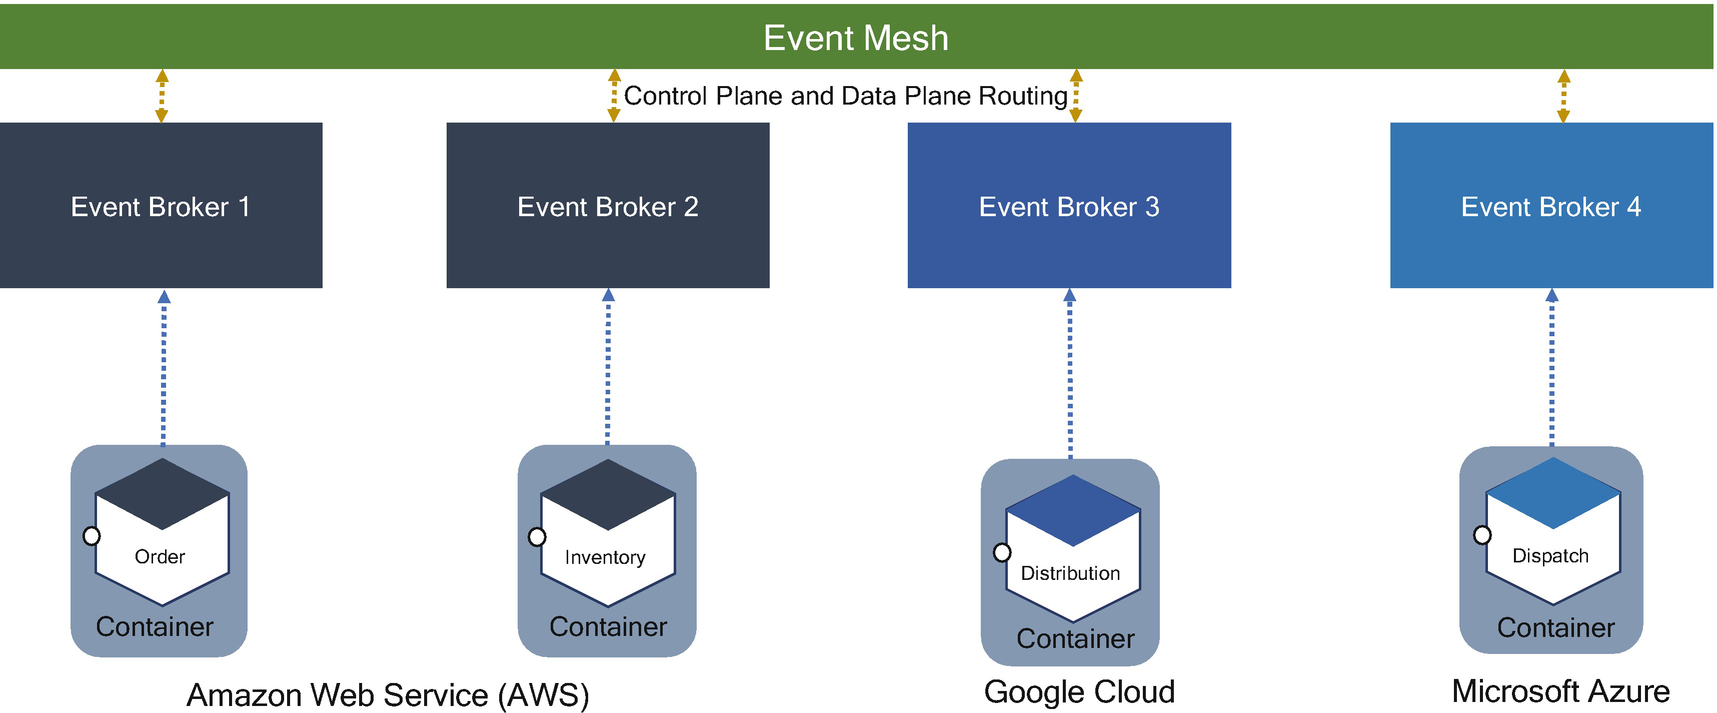 Event Mesh
Control Plane and Data Plane Routing
Event Broker 1
Event Broker 2
Event Broker 3
Event Broker 4
Order
Container
Inventory
Container
Distribution
Container
Dispatch
Container
Amazon Web Service (AWS)
Google Cloud
Microsoft Azure